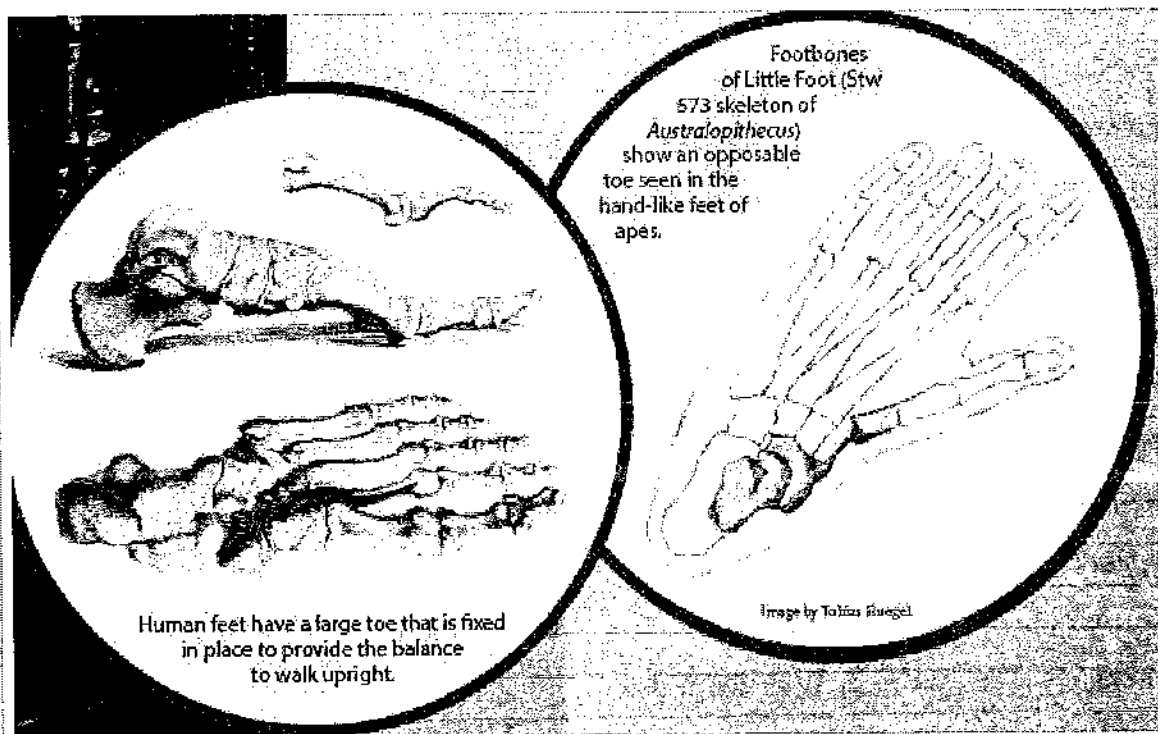 Footbones
of Little Foot (Stw
573 skeleton of
Australopithecus)
show an opposable
toe seen in the
hand-like feet of
apes.
Image by Tobias
Human feet have a large toe that is fixed
in place to provide the balance
to walk upright.